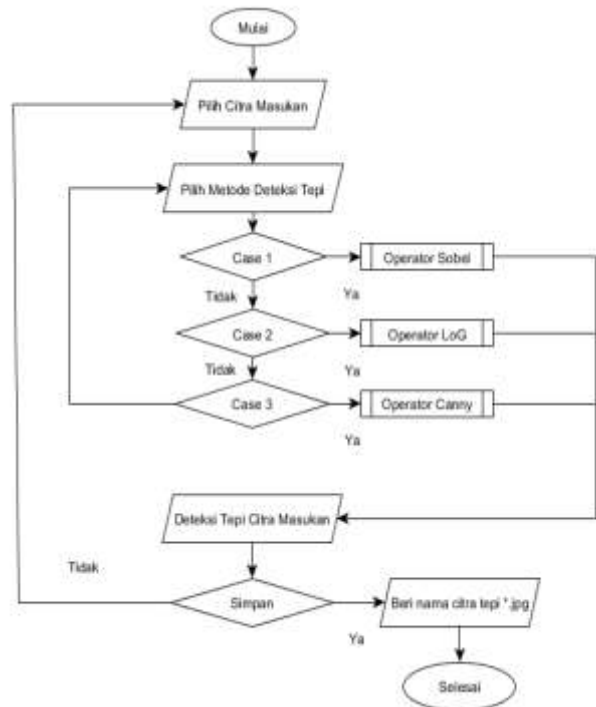 Mulai
Pilih Citra Masukan
Pilih Metode Deteksi Tepi
Case 1
Operator Sobel
Tidak
Ya
Case 2
Operator LoG
Tidak
Ya
Case 3
Operator Canny
Ya
Deteksi Tepi Citra Masukan
Tidak
Simpan
Beri nama citra tepi *.jpg
Ya
Selesai